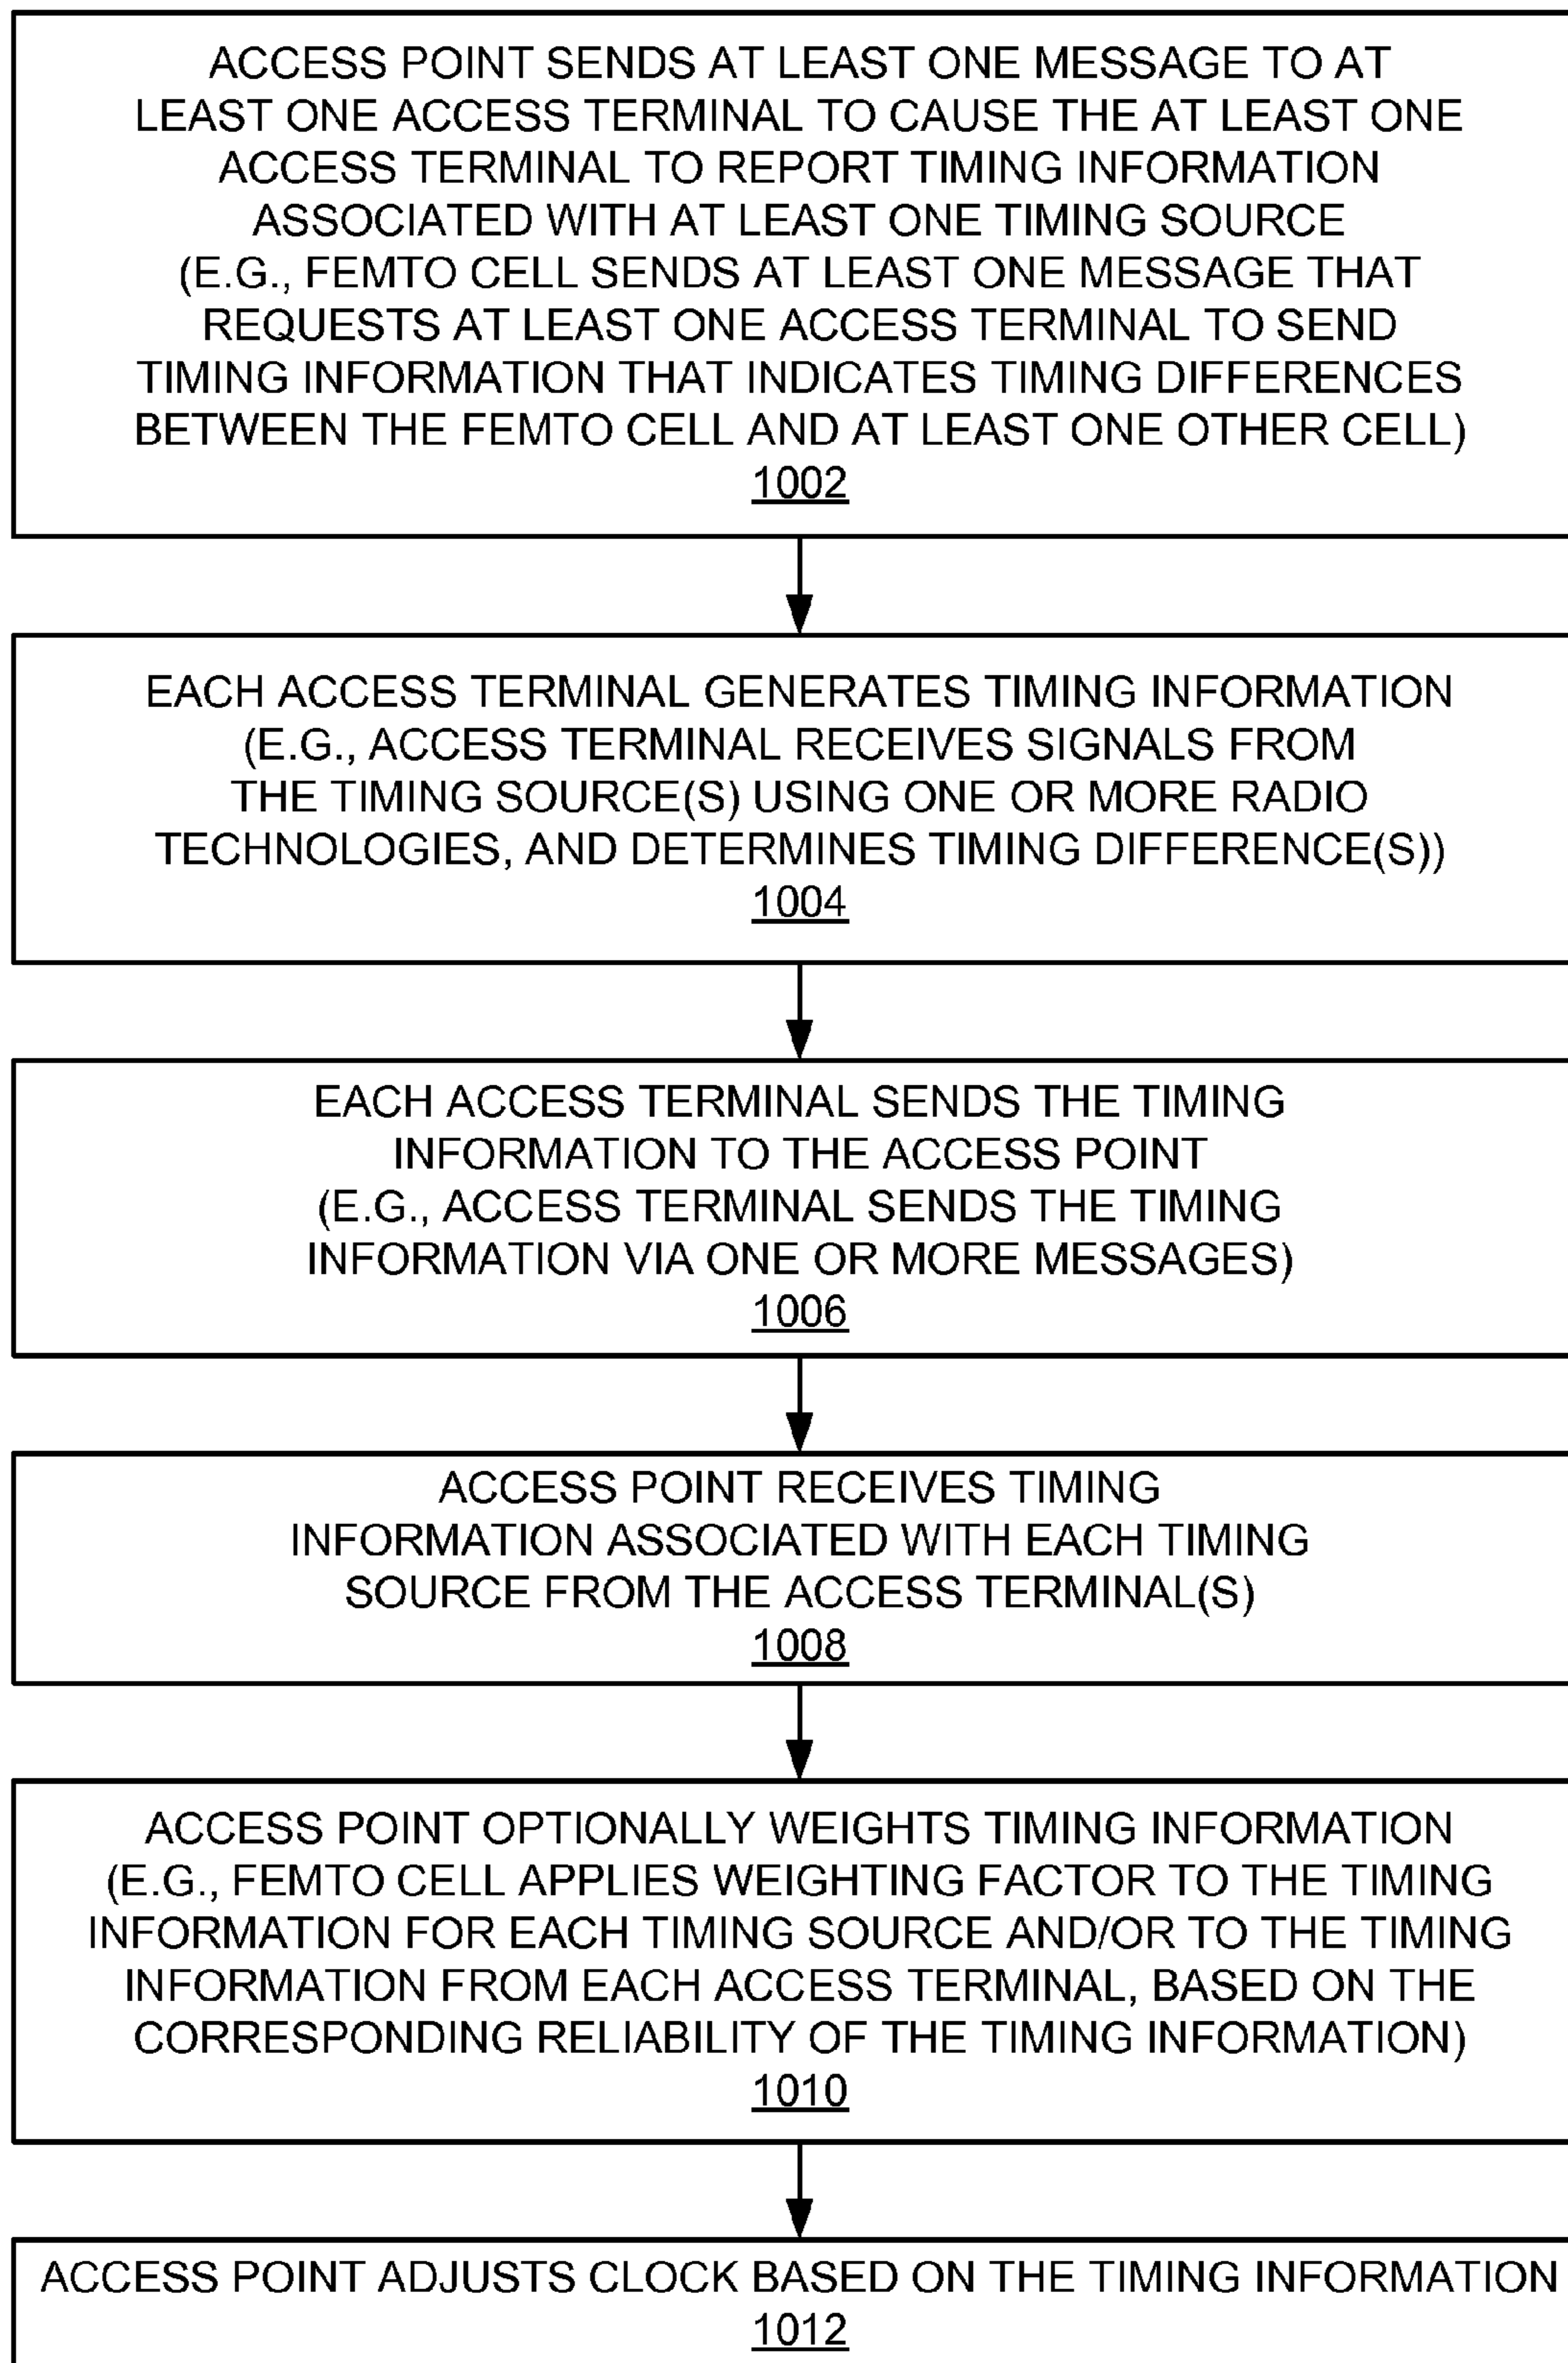 ACCESS POINT SENDS AT LEAST ONE MESSAGE TO AT
LEAST ONE ACCESS TERMINAL TO CAUSE THE AT LEAST ONE
ACCESS TERMINAL TO REPORT TIMING INFORMATION
ASSOCIATED WITH AT LEAST ONE TIMING SOURCE
(E.G., FEMTO CELL SENDS AT LEAST ONE MESSAGE THAT
REQUESTS AT LEAST ONE ACCESS TERMINAL TO SEND
TIMING INFORMATION THAT INDICATES TIMING DIFFERENCES
BETWEEN THE FEMTO CELL AND AT LEAST ONE OTHER CELL)
1002
EACH ACCESS TERMINAL GENERATES TIMING INFORMATION
(E.G., ACCESS TERMINAL RECEIVES SIGNALS FROM
THE TIMING SOURCE(S) USING ONE OR MORE RADIO
TECHNOLOGIES, AND DETERMINES TIMING DIFFERENCE(S))
1004
EACH ACCESS TERMINAL SENDS THE TIMING
INFORMATION TO THE ACCESS POINT
(E.G., ACCESS TERMINAL SENDS THE TIMING
INFORMATION VIA ONE OR MORE MESSAGES)
1006
ACCESS POINT RECEIVES TIMING
INFORMATION ASSOCIATED WITH EACH TIMING
SOURCE FROM THE ACCESS TERMINAL(S)
1008
ACCESS POINT OPTIONALLY WEIGHTS TIMING INFORMATION
(E.G., FEMTO CELL APPLIES WEIGHTING FACTOR TO THE TIMING
INFORMATION FOR EACH TIMING SOURCE AND/OR TO THE TIMING
INFORMATION FROM EACH ACCESS TERMINAL, BASED ON THE
CORRESPONDING RELIABILITY OF THE TIMING INFORMATION)
1010
ACCESS POINT ADJUSTS CLOCK BASED ON THE TIMING INFORMATION
1012